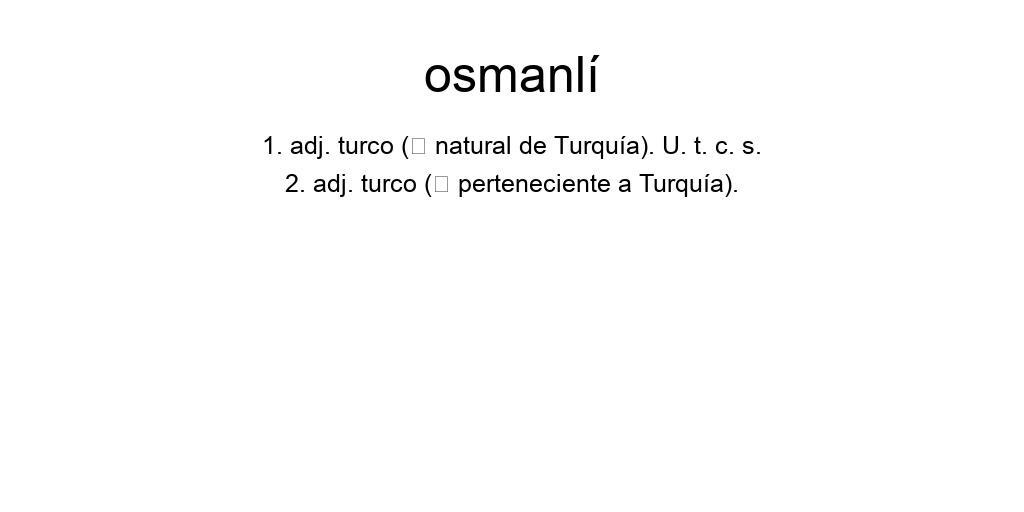 osmanlí
1. adj. turco (□ natural de Turquía). U. t. c. s.
2. adj. turco (□ perteneciente a Turquía).